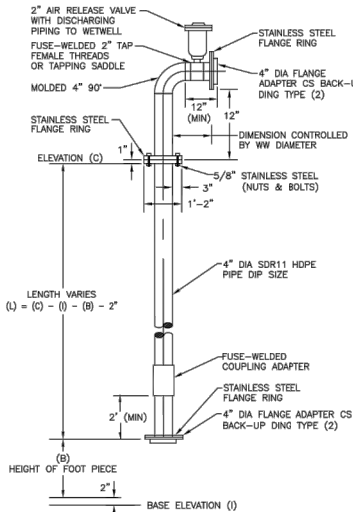 2" AIR RELEASE VALVE
WITH DISCHARGING
PIPING TO WETWELL
FUSE-WELDED 2" TAP
FEMALE THREADS
OR TAPPING SADDLE
MOLDED 4" 90°
STAINLESS STEEL
FLANGE RING
4" DIA FLANGE
ADAPTER CS BACK-U
DING TYPE (2)
12"
(MIN)
12"
STAINLESS STEEL
FLANGE RING
DIMENSION CONTROLLED
BY WW DIAMETER
1"
ELEVATION (C)
5/8" STAINLESS STEEL
(NUTS & BOLTS)
3"
1'-2"
4" DIA SDR11 HDPE
PIPE DIP SIZE
LENGTH VARIES
(L) = (C) - (I) - (B) - 2"
FUSE-WELDED
COUPLING ADAPTER
STAINLESS STEEL
FLANGE RING
2' (MIN)
4" DIA FLANGE ADAPTER CS
BACK-UP DING TYPE (2)
(B)
HEIGHT OF FOOT PIECE
2"
BASE ELEVATION (I)